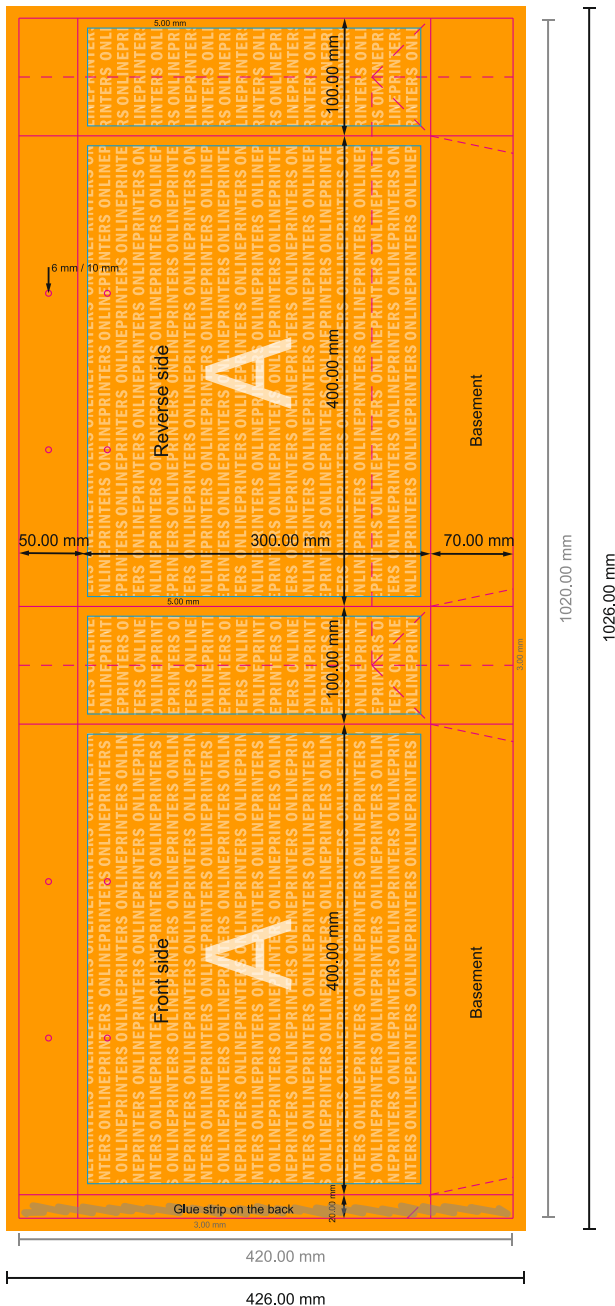 5.00 mm
100.00 mm
6 mm / 10 mm
Reverse side
A
400.00 mm
Basement
50.00 mm
300.00 mm
70.00 mm
5.00 mm
100.00 mm
3.00 mm
1020.00 mm
1026.00 mm
Front side
A
400.00 mm
Basement
Glue strip on the back
20.00 mm
3.00 mm
420.00 mm
426.00 mm
ONLINEPRINTERS ONLINEPRINTERS ONLINEPRINTERS